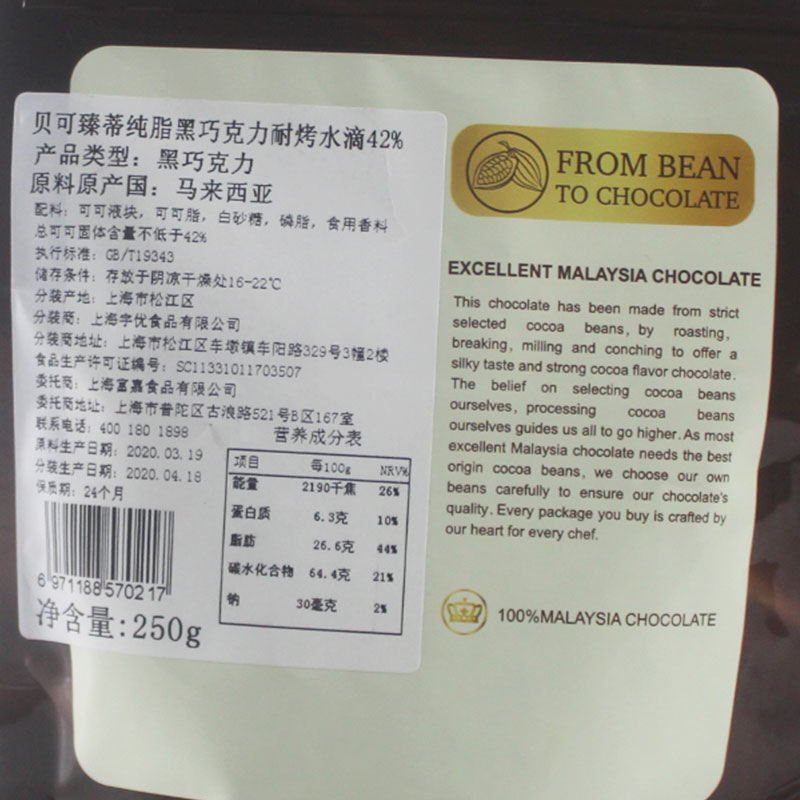 贝可臻蒂纯脂黑巧克力耐烤水滴42%
产品类型：黑巧克力
原料原产国：马来西亚
配料：可可液块，可可脂，白砂糖，磷脂，食用香料
总可可固体含量不低于42%
执行标准：GB/T19343
储存条件：存放于阴凉干燥处16-22℃
分装产地：上海市松江区
分装商：上海宇优食品有限公司
分装商地址：上海市松江区车墩镇车阳路329号3幢2楼
食品生产许可证编号：SC11331011703507
委托商：上海富嘉食品有限公司
委托商地址：上海市普陀区古浪路521号B区167室
联系电话：400 180 1898
原料生产日期：2020.03.19
分装生产日期：2020.04.18
保质期：24个月
6 971188 570217
净含量:250g
营养成分表
项目 每100g NRV%
能量 2190千焦 26%
蛋白质 6.3克 10%
脂肪 26.6克 44%
碳水化合物 64.4克 21%
钠 30毫克 2%
FROM BEAN
TO CHOCOLATE
EXCELLENT MALAYSIA CHOCOLATE
This chocolate has been made from strict
selected cocoa beans, by roasting,
breaking, milling and conching to offer a
silky taste and strong cocoa flavor chocolate.
The belief on selecting cocoa beans
ourselves, processing cocoa beans
ourselves guides us all to go higher. As most
excellent Malaysia chocolate needs the best
origin cocoa beans, we choose our own
beans carefully to ensure our chocolate's
quality. Every package you buy is crafted by
our heart for every chef.
100%MALAYSIA CHOCOLATE